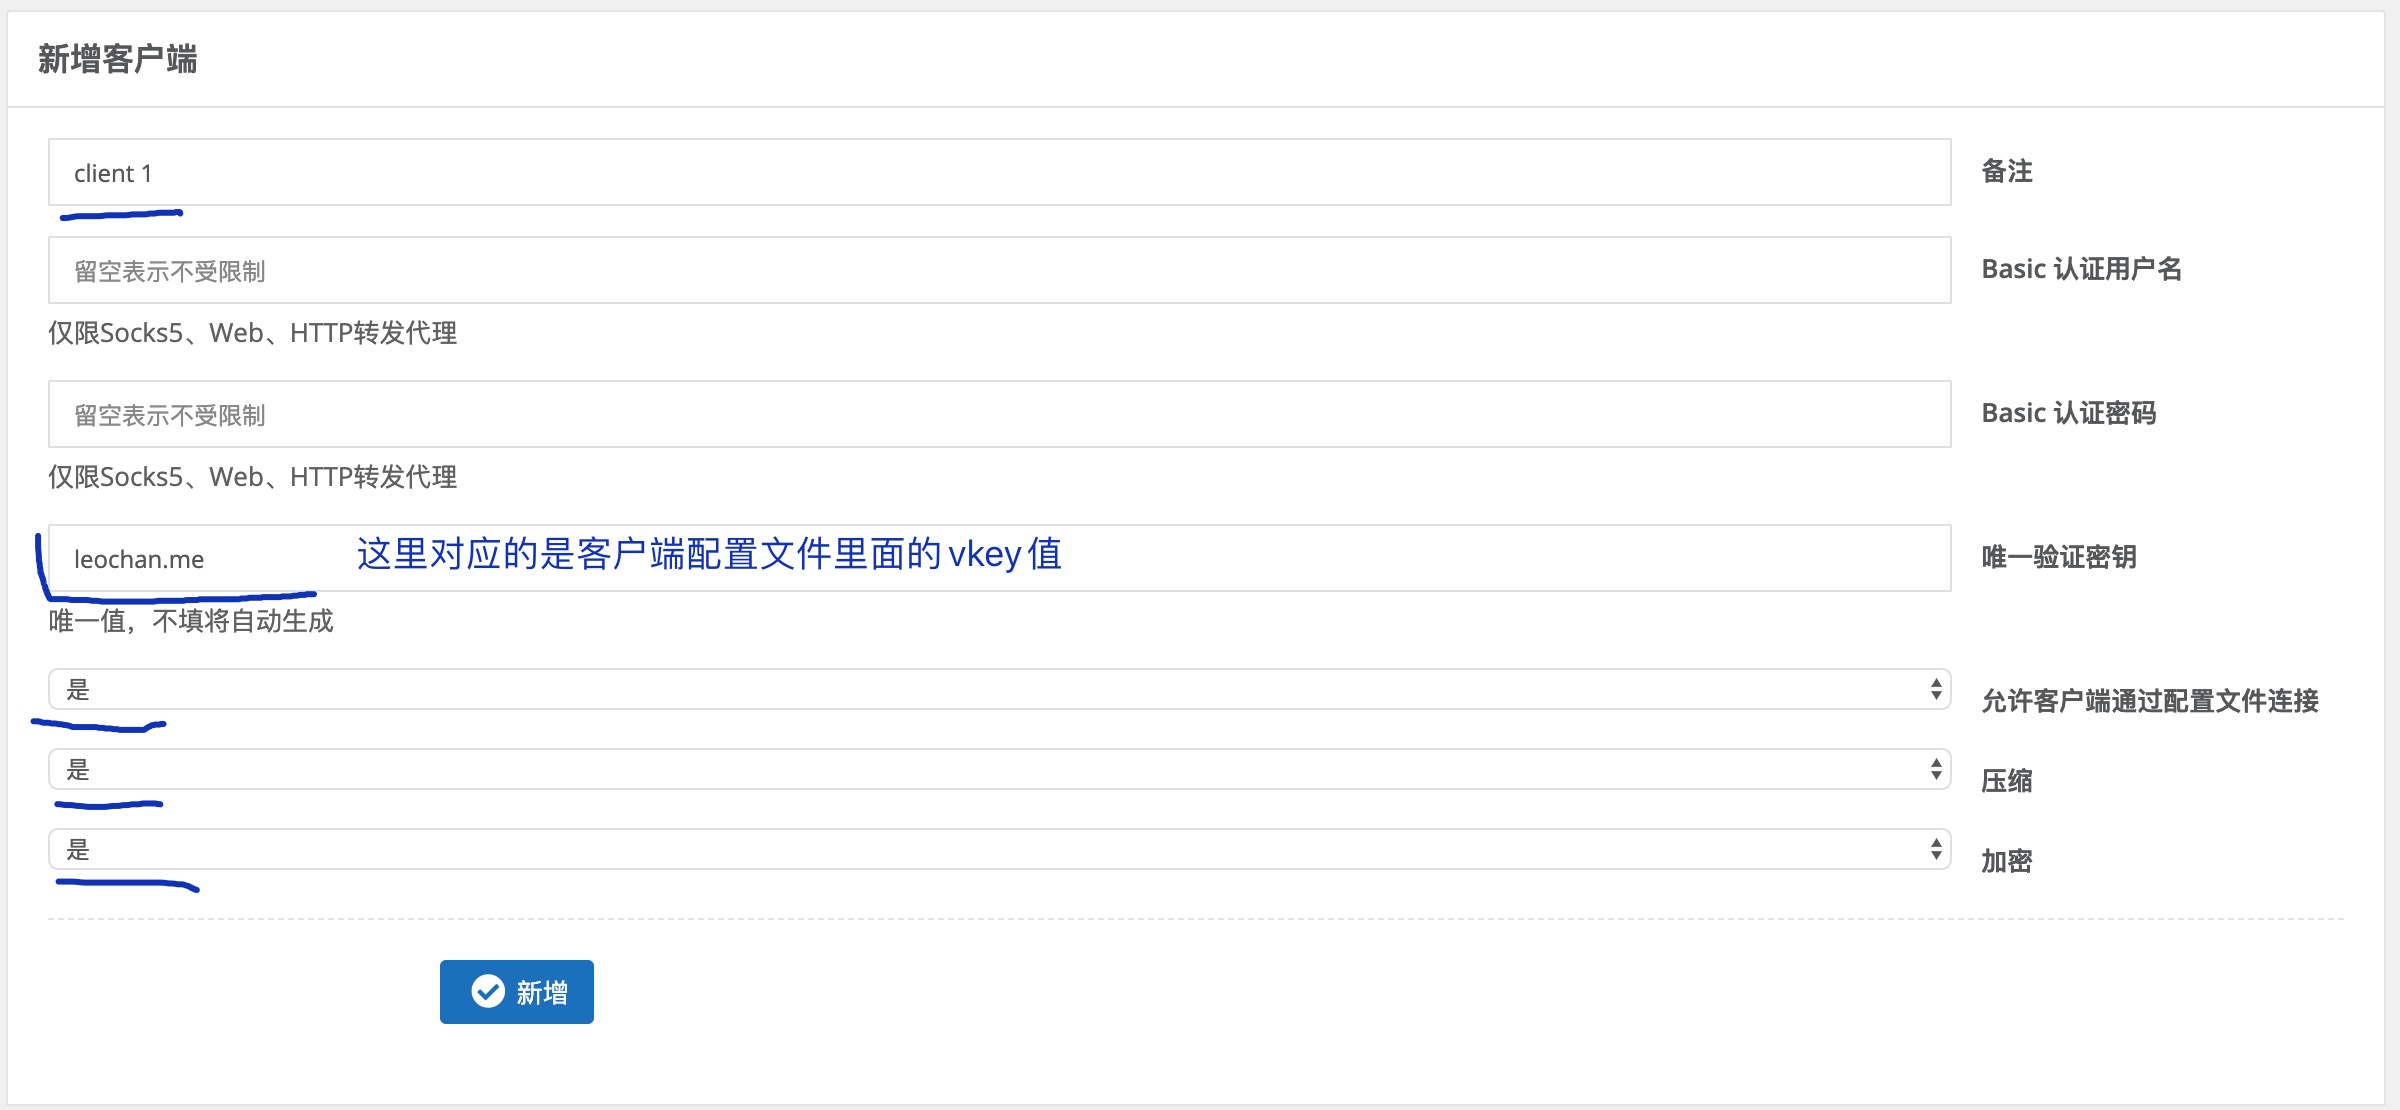 新增客户端
client 1
备注
留空表示不受限制
Basic 认证用户名
仅限Socks5、Web、HTTP转发代理
留空表示不受限制
Basic 认证密码
仅限Socks5、Web、HTTP转发代理
leochan.me
这里对应的是客户端配置文件里面的vkey值
唯一验证密钥
唯一值，不填将自动生成
是
允许客户端通过配置文件连接
是
压缩
是
加密
新增